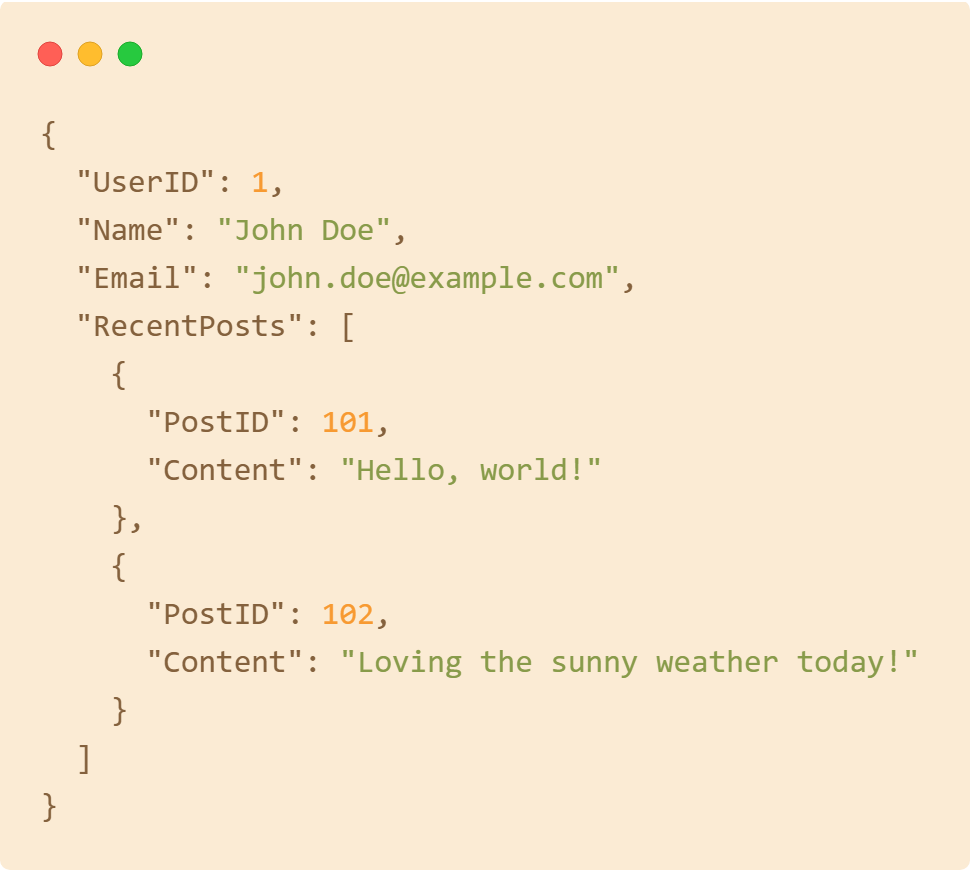 {
  "UserID": 1,
  "Name": "John Doe",
  "Email": "john.doe@example.com",
  "RecentPosts": [
    {
      "PostID": 101,
      "Content": "Hello, world!"
    },
    {
      "PostID": 102,
      "Content": "Loving the sunny weather today!"
    }
  ]
}